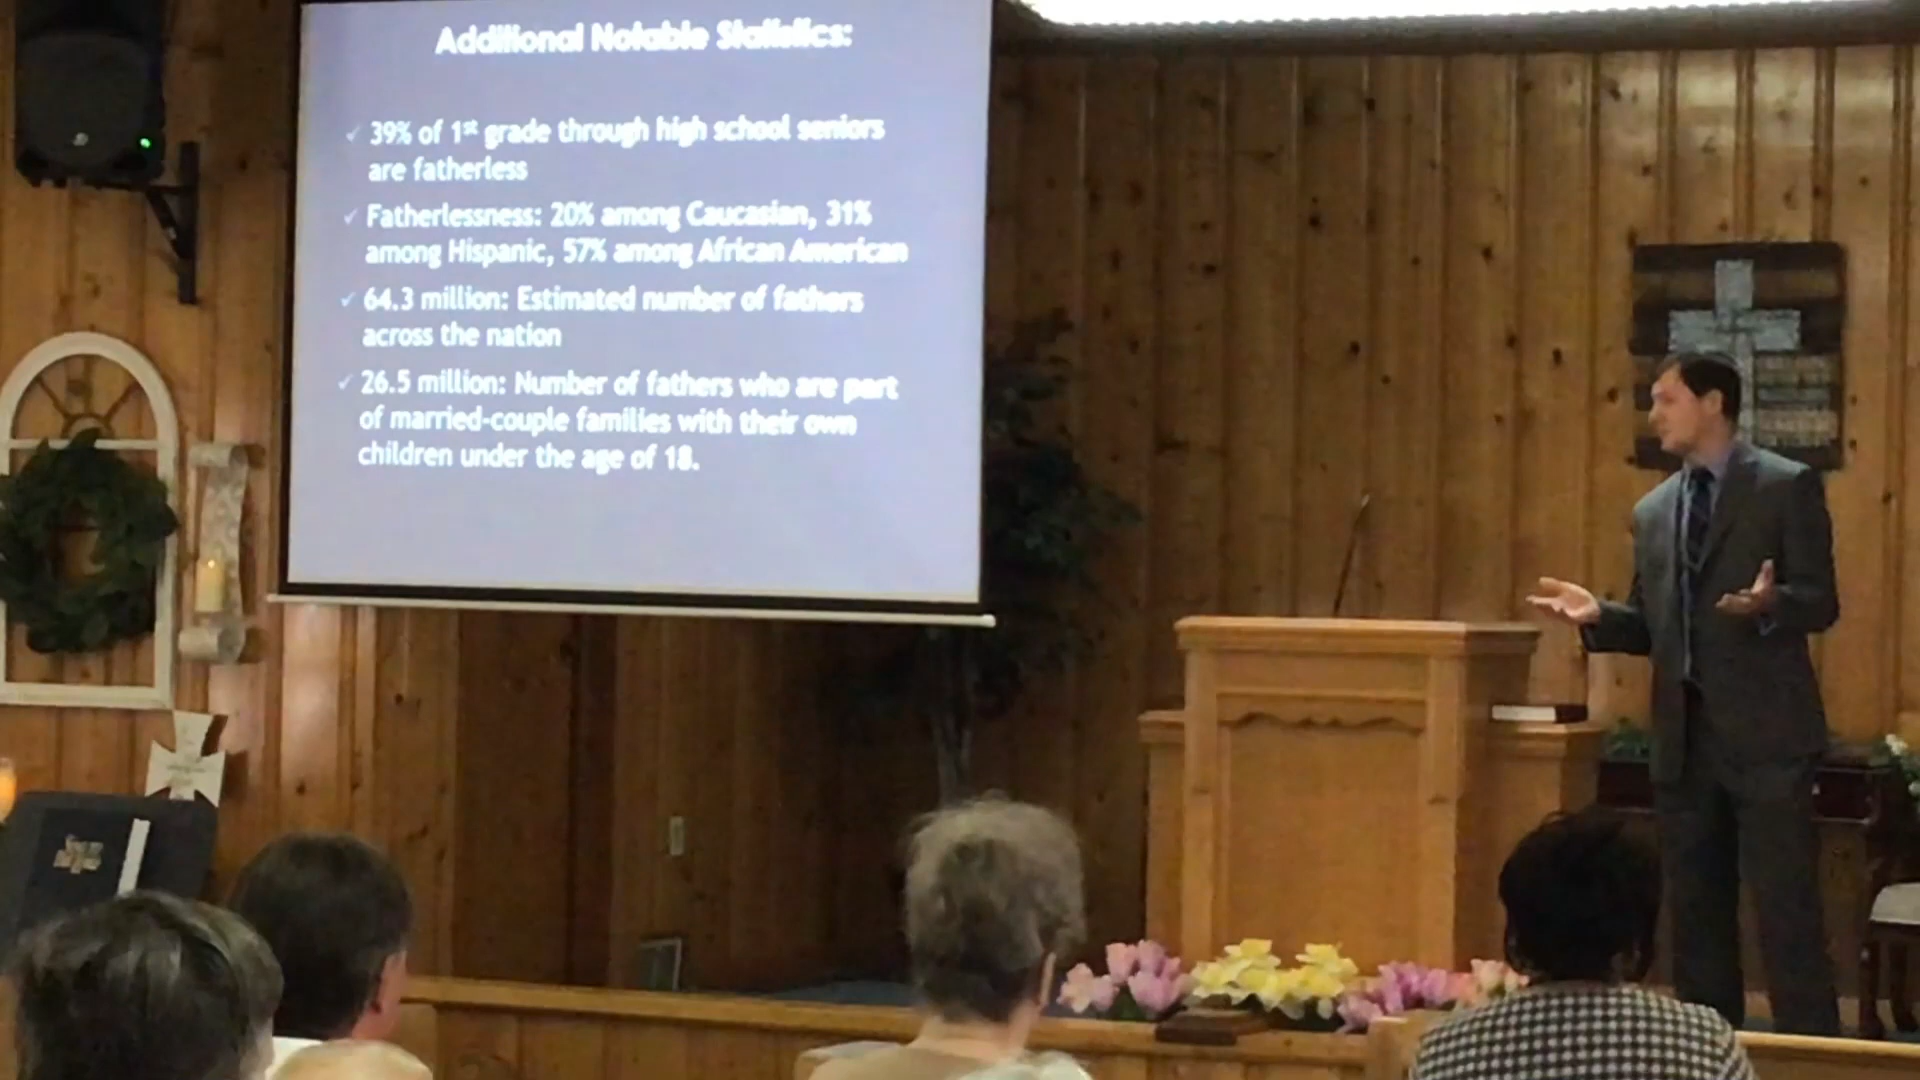 Additional Notable Statistics:
✓ 39% of 1st grade through high school seniors
are fatherless
✓ Fatherlessness: 20% among Caucasian, 31%
among Hispanic, 57% among African American
✓ 64.3 million: Estimated number of fathers
across the nation
✓ 26.5 million: Number of fathers who are part
of married-couple families with their own
children under the age of 18.